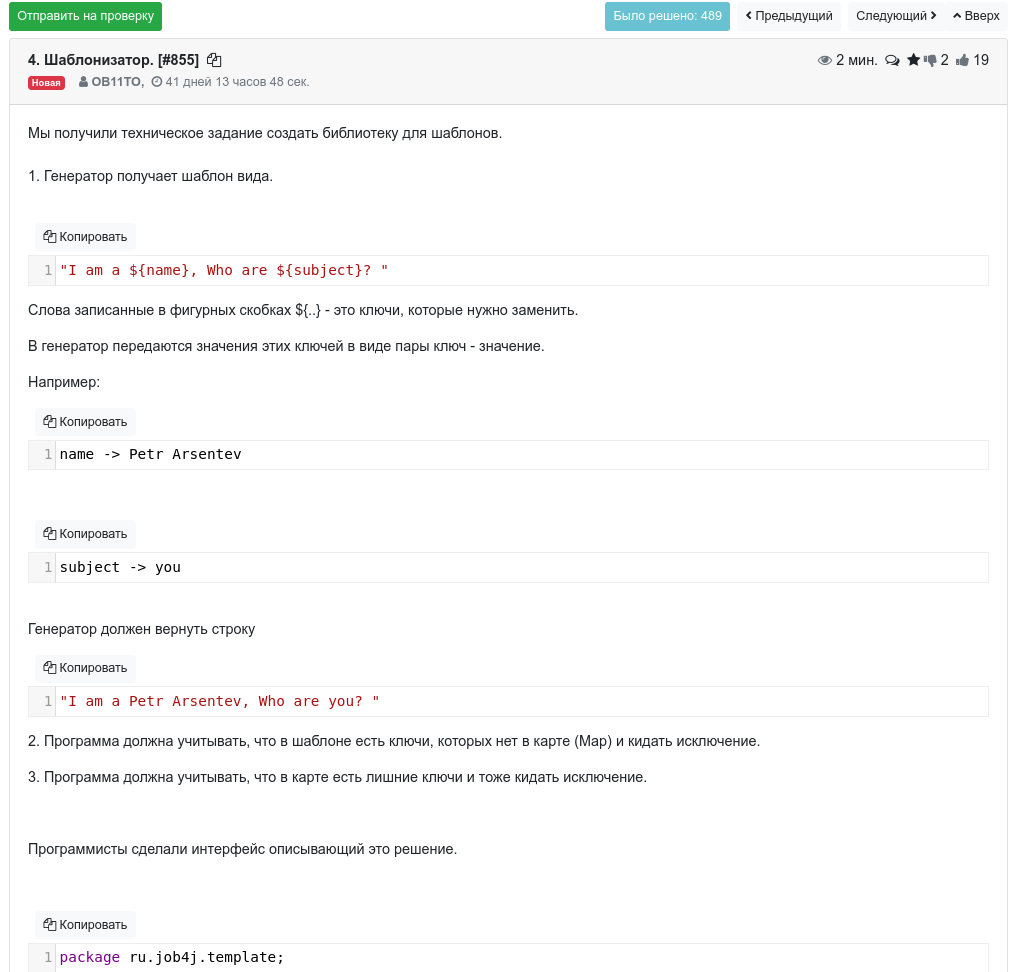 Отправить на проверку
Было решено: 489
Предыдущий
Следующий
Вверх
4. Шаблонизатор. [#855]
2 мин.
2
19
Новая
OB11TO,
41 дней 13 часов 48 сек.
Мы получили техническое задание создать библиотеку для шаблонов.
1. Генератор получает шаблон вида.
Копировать
1 "I am a ${name}, Who are ${subject}? "
Слова записанные в фигурных скобках ${..} - это ключи, которые нужно заменить.
В генератор передаются значения этих ключей в виде пары ключ - значение.
Например:
Копировать
1 name -> Petr Arsentev
Копировать
1 subject -> you
Генератор должен вернуть строку
Копировать
1 "I am a Petr Arsentev, Who are you? "
2. Программа должна учитывать, что в шаблоне есть ключи, которых нет в карте (Map) и кидать исключение.
3. Программа должна учитывать, что в карте есть лишние ключи и тоже кидать исключение.
Программисты сделали интерфейс описывающий это решение.
Копировать
1 package ru.job4j.template;